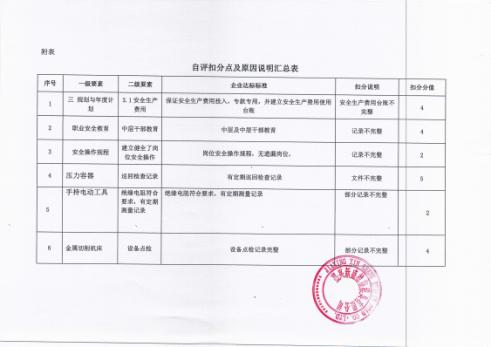 附表
自评扣分点及原因说明汇总表
序号 一级要素 二级要素 企业达标标准 扣分说明 扣分分值
1 三 规划与年度计划 3.1安全生产费用 保证安全生产费用投入，专款专用，并建立安全生产费用使用台账 安全生产费用台账不完整 4
2 职业安全教育 中层干部教育 中层及中层干部教育 记录不完整 4
3 安全操作规程 建立健全了岗位安全操作 岗位安全操作规程，无遗漏岗位。 记录不完整 2
4 压力容器 巡回检查记录 有定期巡回检查记录 文件不完整 5
5 手持电动工具 绝缘电阻符合要求，有定期测量记录 绝缘电阻符合要求，有定期测量记录 部分记录不完整 2
6 金属切削机床 设备点检 设备点检记录完整 部分记录不完整 4